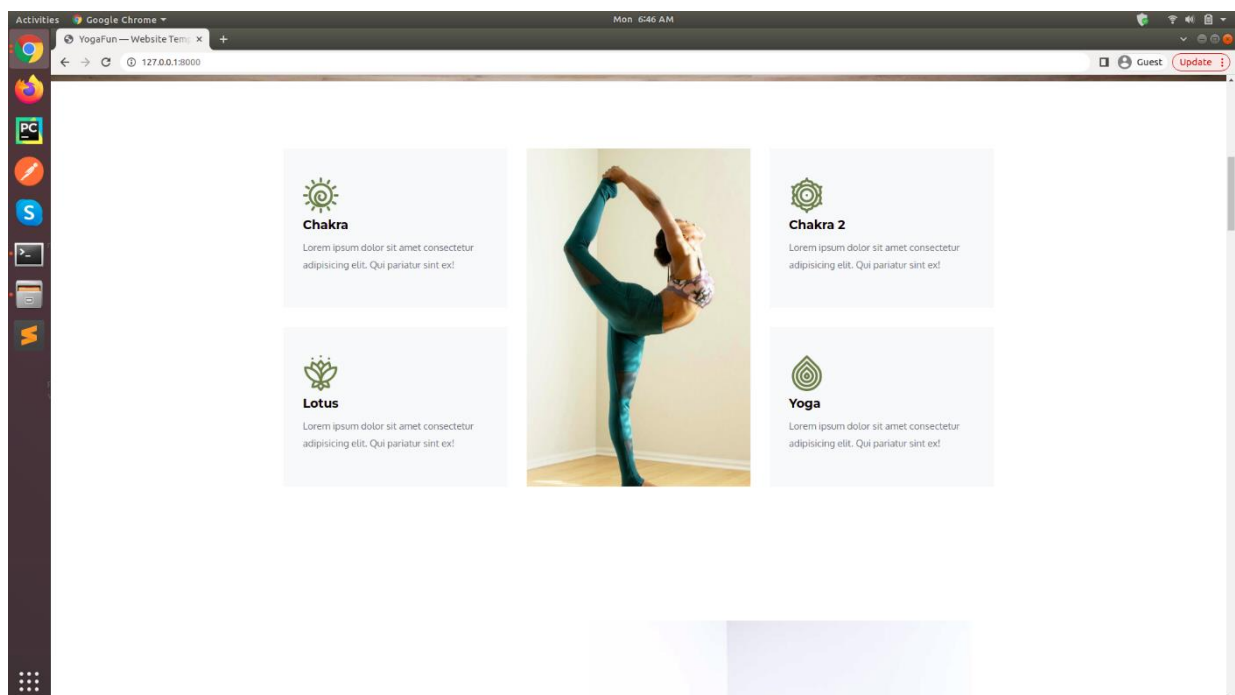 Activities Google Chrome Mon 6:46 AM
YogaFun — Website Temp
127.0.0.1:8000 Guest Update
PC
S
Chakra
Lorem ipsum dolor sit amet consectetur
adipisicing elit. Qui pariatur sint ex!
Chakra 2
Lorem ipsum dolor sit amet consectetur
adipisicing elit. Qui pariatur sint ex!
Lotus
Lorem ipsum dolor sit amet consectetur
adipisicing elit. Qui pariatur sint ex!
Yoga
Lorem ipsum dolor sit amet consectetur
adipisicing elit. Qui pariatur sint ex!